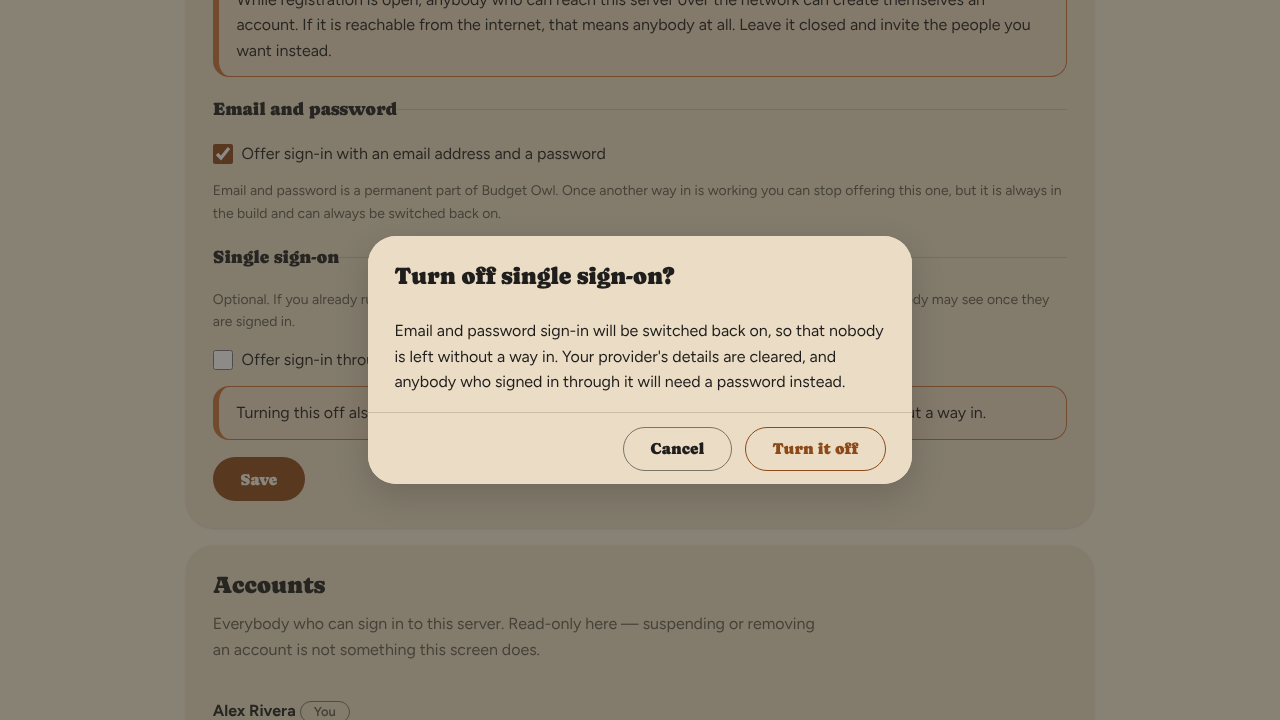 While registration is open, anybody who can reach this server over the network can create themselves an
account. If it is reachable from the internet, that means anybody at all. Leave it closed and invite the people you
want instead.
Email and password
Offer sign-in with an email address and a password
Email and password is a permanent part of Budget Owl. Once another way in is working you can stop offering this one, but it is always in
the build and can always be switched back on.
Single sign-on
Optional. If you already
dy may see once they
are signed in.
Offer sign-in
Turning this off
t a way in.
Save
Turn off single sign-on?
Email and password sign-in will be switched back on, so that nobody
is left without a way in. Your provider's details are cleared, and
anybody who signed in through it will need a password instead.
Cancel
Turn it off
Accounts
Everybody who can sign in to this server. Read-only here — suspending or removing
an account is not something this screen does.
Alex Rivera
You